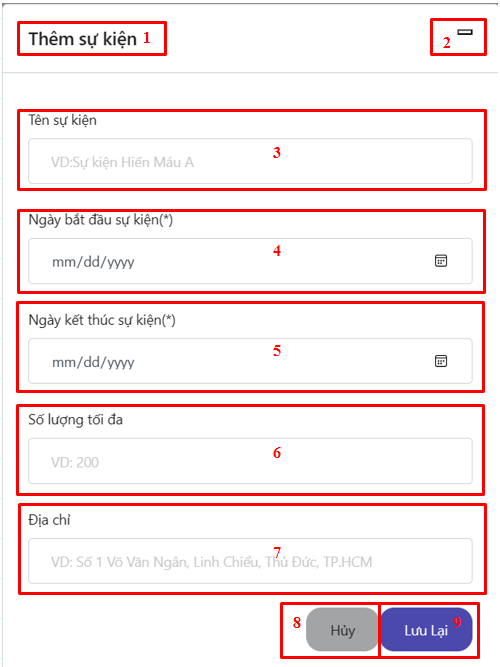 Thêm sự kiện 1
2
Tên sự kiện
VD:Sự kiện Hiến Máu A
3
Ngày bắt đầu sự kiện(*)
4
mm/dd/yyyy
Ngày kết thúc sự kiện(*)
5
mm/dd/yyyy
Số lượng tối đa
6
VD: 200
Địa chỉ
7
VD: Số 1 Võ Văn Ngân, Linh Chiểu, Thủ Đức, TP.HCM
8 Hủy Lưu Lại 9